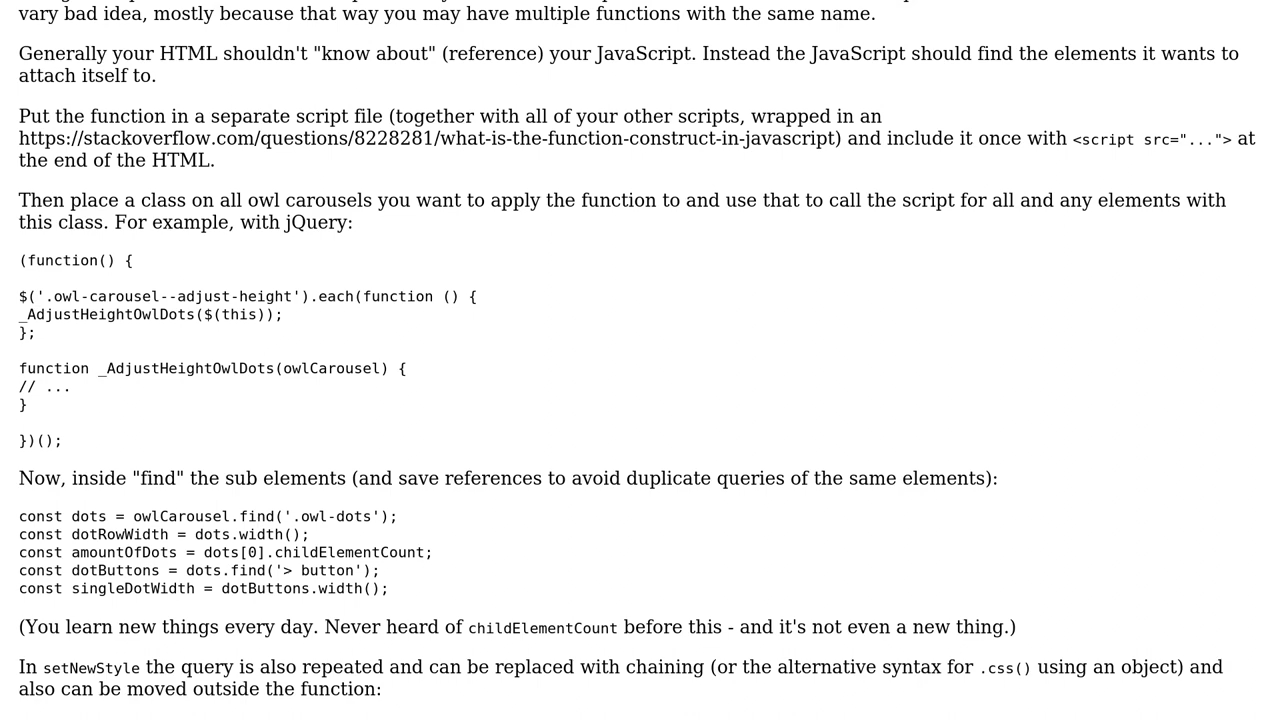 vary bad idea, mostly because that way you may have multiple functions with the same name.
Generally your HTML shouldn't "know about" (reference) your JavaScript. Instead the JavaScript should find the elements it wants to
attach itself to.
Put the function in a separate script file (together with all of your other scripts, wrapped in an
https://stackoverflow.com/questions/8228281/what-is-the-function-construct-in-javascript) and include it once with <script src="..."> at
the end of the HTML.
Then place a class on all owl carousels you want to apply the function to and use that to call the script for all and any elements with
this class. For example, with jQuery:
(function() {
$('.owl-carousel--adjust-height').each(function () {
_AdjustHeightOwlDots($(this));
};
function _AdjustHeightOwlDots(owlCarousel) {
// ...
}
})();
Now, inside "find" the sub elements (and save references to avoid duplicate queries of the same elements):
const dots = owlCarousel.find('.owl-dots');
const dotRowWidth = dots.width();
const amountOfDots = dots[0].childElementCount;
const dotButtons = dots.find('> button');
const singleDotWidth = dotButtons.width();
(You learn new things every day. Never heard of childElementCount before this - and it's not even a new thing.)
In setNewStyle the query is also repeated and can be replaced with chaining (or the alternative syntax for .css() using an object) and
also can be moved outside the function: